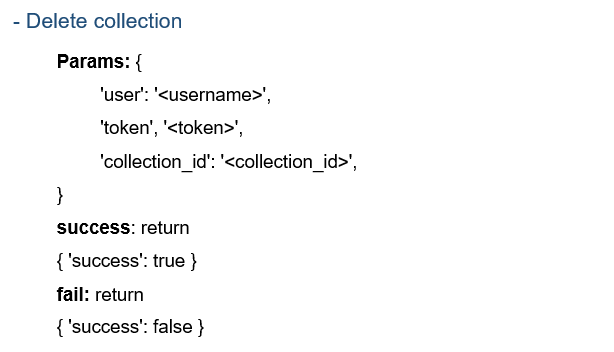 - Delete collection
Params: {
'user': '<username>',
'token', '<token>',
'collection_id': '<collection_id>',
}
success: return
{ 'success': true }
fail: return
{ 'success': false }